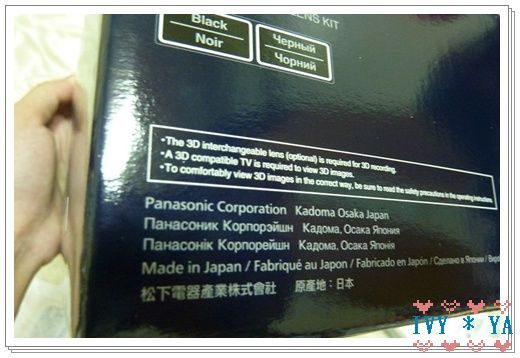 LENS KIT
Black
Noir
Черный
Чорний
•The 3D interchangeable lens (optional) is required for 3D recording.
•A 3D compatible TV is required to view 3D images.
•To comfortably view 3D images in the correct way, be sure to read the safety precautions in the operating instructions.
Panasonic Corporation Kadoma Osaka Japan
Панасоник Корпорэйшн Кадома, Осака Япония
Панасонік Корпорейшн Кадома, Осака Японія
Made in Japan / Fabriqué au Japon / Fabricado en Japón / Сделано в Японии /
松下電器產業株式會社 原產地:日本
IVY * YA